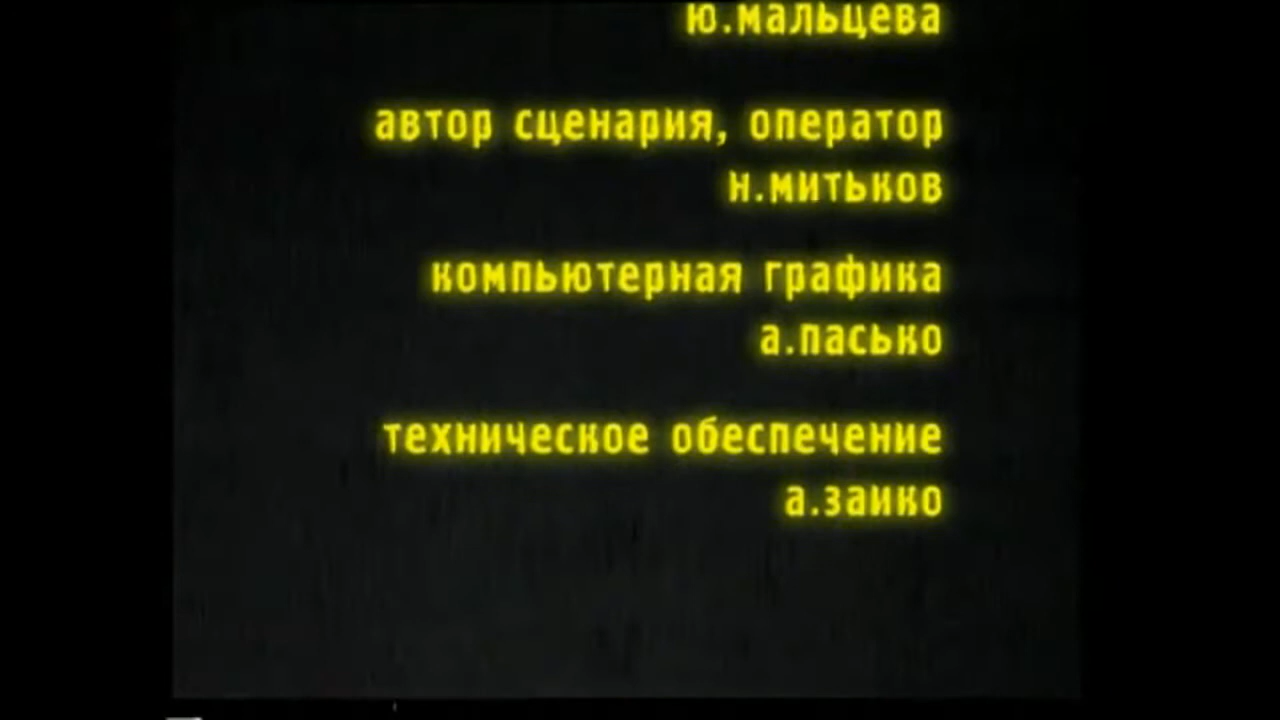 ю.мальцева
автор сценария, оператор
н.митьков
компьютерная графика
а.пасько
техническое обеспечение
а.заико